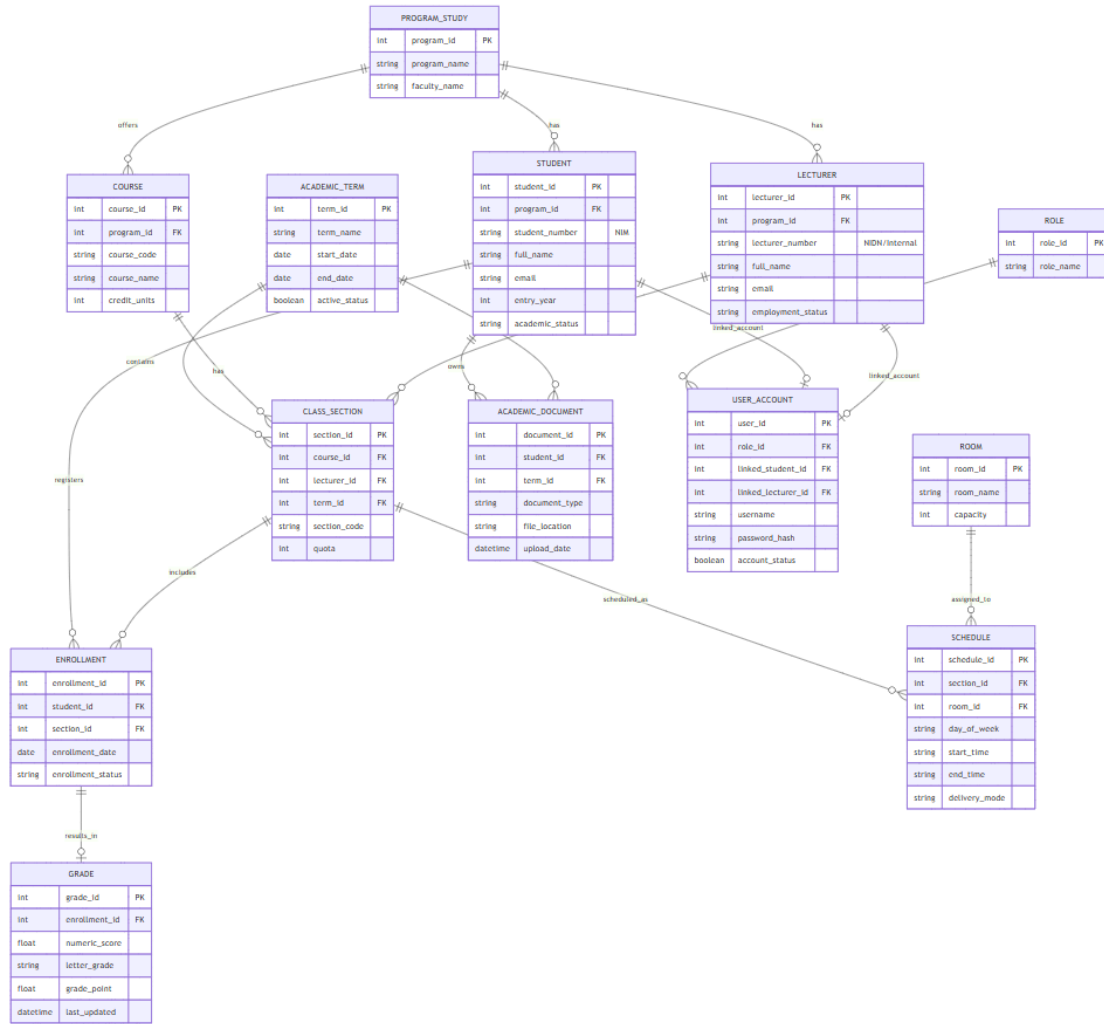 PROGRAM_STUDY
int program_id PK
string program_name
string faculty_name
offers
has
has
COURSE
int course_id PK
int program_id FK
string course_code
string course_name
int credit_units
ACADEMIC_TERM
int term_id PK
string term_name
date start_date
date end_date
boolean active_status
STUDENT
int student_id PK
int program_id FK
string student_number NIM
string full_name
string email
int entry_year
string academic_status
LECTURER
int lecturer_id PK
int program_id FK
string lecturer_number NIDN/Internal
string full_name
string email
string employment_status
ROLE
int role_id PK
string role_name
contains
has
owns
linked_account
linked_account
CLASS_SECTION
int section_id PK
int course_id FK
int lecturer_id FK
int term_id FK
string section_code
int quota
ACADEMIC_DOCUMENT
int document_id PK
int student_id FK
int term_id FK
string document_type
string file_location
datetime upload_date
USER_ACCOUNT
int user_id PK
int role_id FK
int linked_student_id FK
int linked_lecturer_id FK
string username
string password_hash
boolean account_status
ROOM
int room_id PK
string room_name
int capacity
registers
includes
scheduled_as
assigned_to
ENROLLMENT
int enrollment_id PK
int student_id FK
int section_id FK
date enrollment_date
string enrollment_status
SCHEDULE
int schedule_id PK
int section_id FK
int room_id FK
string day_of_week
string start_time
string end_time
string delivery_mode
results_in
GRADE
int grade_id PK
int enrollment_id FK
float numeric_score
string letter_grade
float grade_point
datetime last_updated